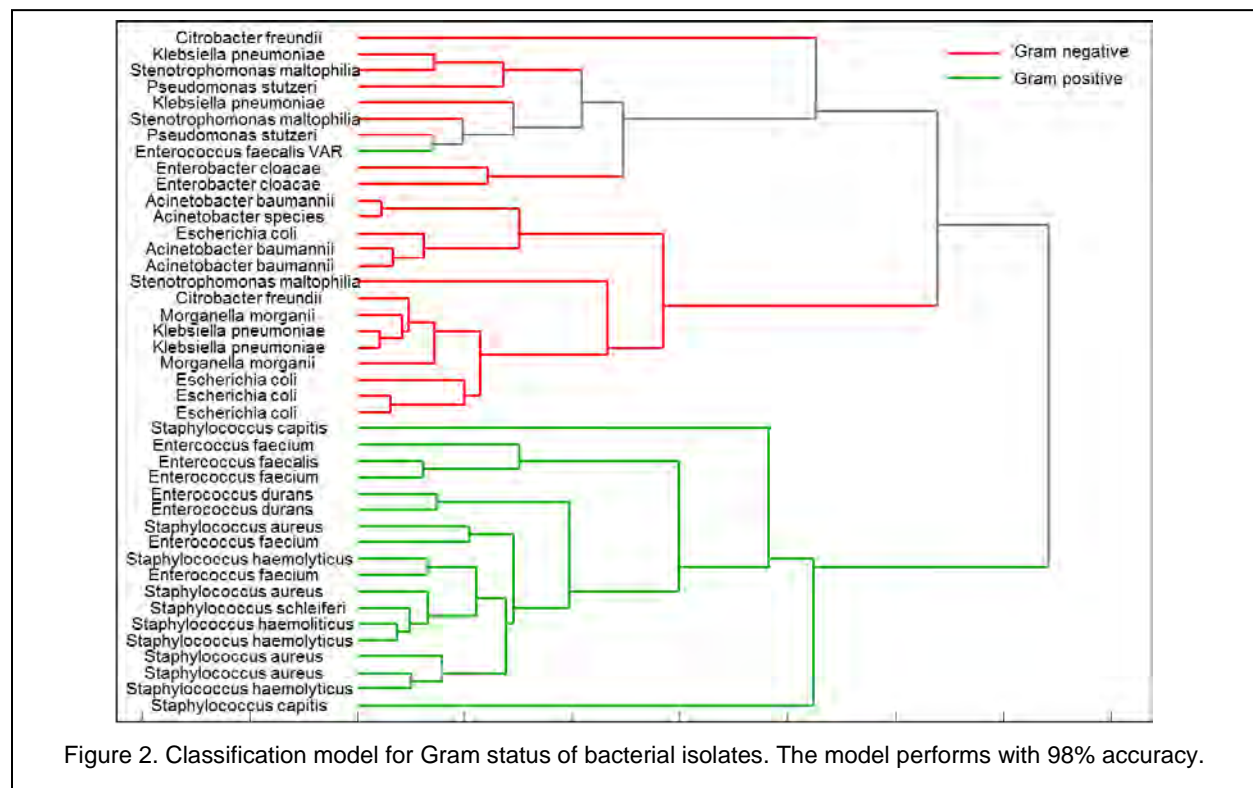 Citrobacter freundii
Klebsiella pneumoniae
Stenotrophomonas maltophilia
Pseudomonas stutzeri
Klebsiella pneumoniae
Stenotrophomonas maltophilia
Pseudomonas stutzeri
Enterococcus faecalis VAR
Enterobacter cloacae
Enterobacter cloacae
Acinetobacter baumannii
Acinetobacter species
Escherichia coli
Acinetobacter baumannii
Acinetobacter baumannii
Stenotrophomonas maltophilia
Citrobacter freundii
Morganella morganii
Klebsiella pneumoniae
Klebsiella pneumoniae
Morganella morganii
Escherichia coli
Escherichia coli
Escherichia coli
Staphylococcus capitis
Entercoccus faecium
Entercoccus faecalis
Enterococcus faecium
Enterococcus durans
Enterococcus durans
Staphylococcus aureus
Enterococcus faecium
Staphylococcus haemolyticus
Enterococcus faecium
Staphylococcus aureus
Staphylococcus schleiferi
Staphylococcus haemoliticus
Staphylococcus haemolyticus
Staphylococcus aureus
Staphylococcus aureus
Staphylococcus haemolyticus
Staphylococcus capitis
Gram negative
Gram positive
Figure 2. Classification model for Gram status of bacterial isolates. The model performs with 98% accuracy.